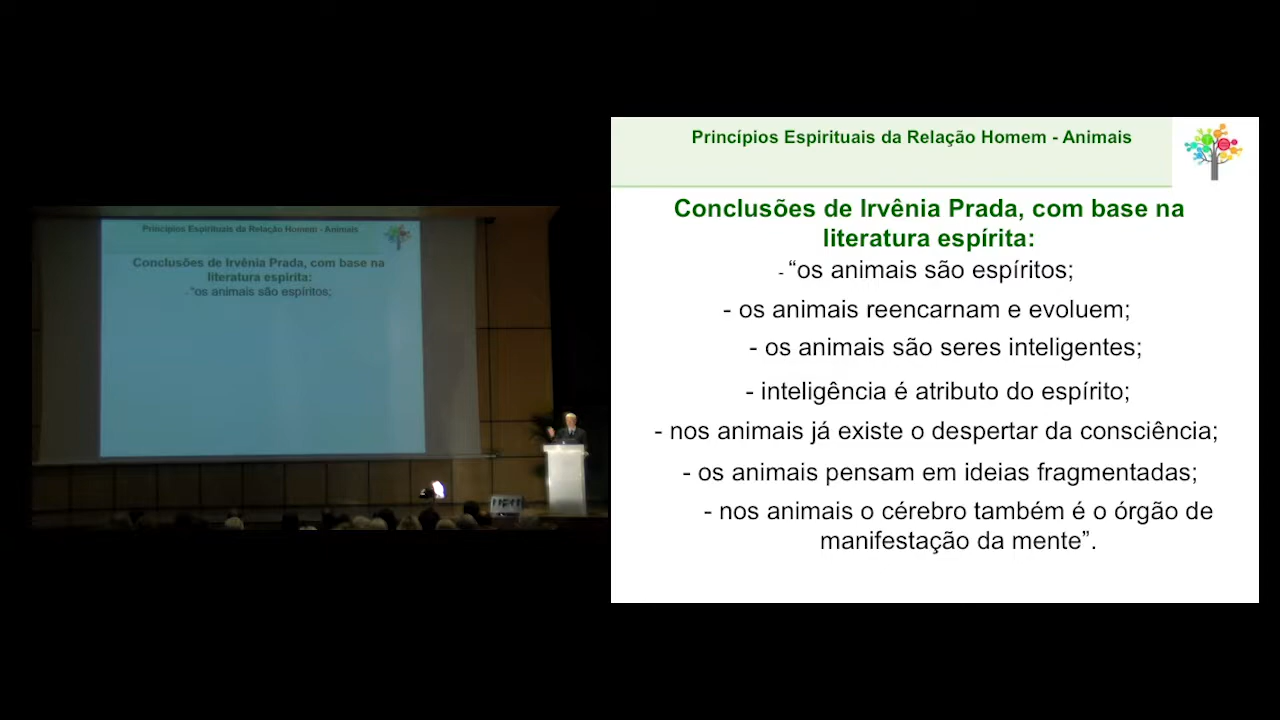 Princípios Espirituais da Relação Homem - Animais
Conclusões de Irvênia Prada, com base na
literatura espírita:
- “os animais são espíritos;
Princípios Espirituais da Relação Homem - Animais
Conclusões de Irvênia Prada, com base na
literatura espírita:
- “os animais são espíritos;
- os animais reencarnam e evoluem;
- os animais são seres inteligentes;
- inteligência é atributo do espírito;
- nos animais já existe o despertar da consciência;
- os animais pensam em ideias fragmentadas;
- nos animais o cérebro também é o órgão de
manifestação da mente”.